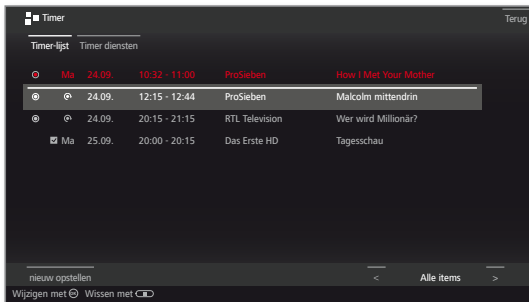 Timer Terug
Timer-lijst Timer diensten
Ma 24.09. 10:32 - 11:00 ProSieben How I Met Your Mother
24.09. 12:15 - 12:44 ProSieben Malcolm mittendrin
24.09. 20:15 - 21:15 RTL Television Wer wird Millionär?
Ma 25.09. 20:00 - 20:15 Das Erste HD Tagesschau
nieuw opstellen < Alle items >
Wijzigen met OK Wissen met